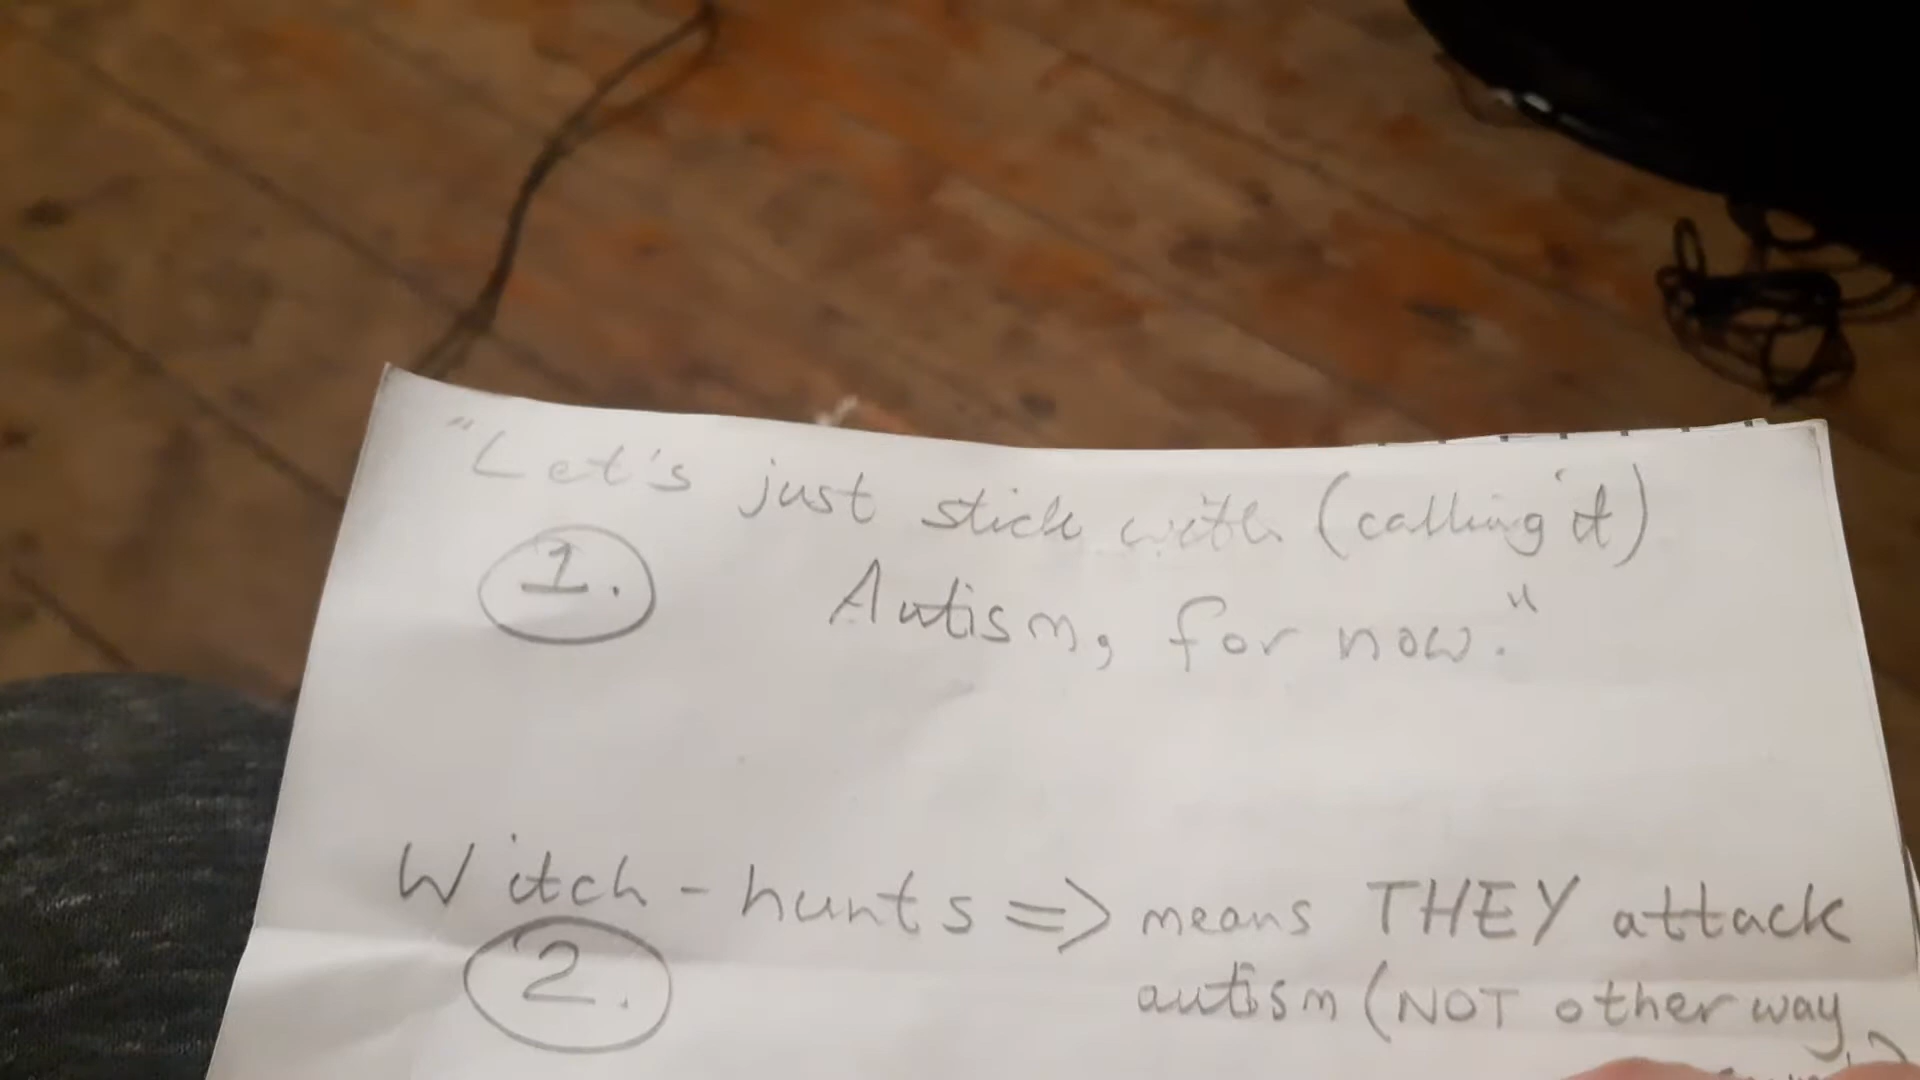 "Let's just stick with (calling it)
1. Autism, for now."
Witch-hunts => means THEY attack
2. autism (NOT other way